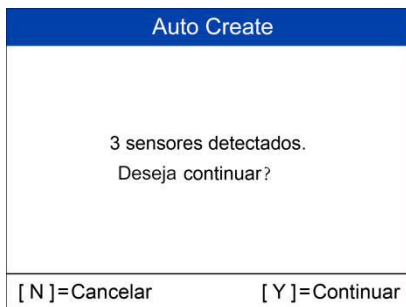 Auto Create
3 sensores detectados.
Deseja continuar?
[ N ]=Cancelar
[ Y ]=Continuar